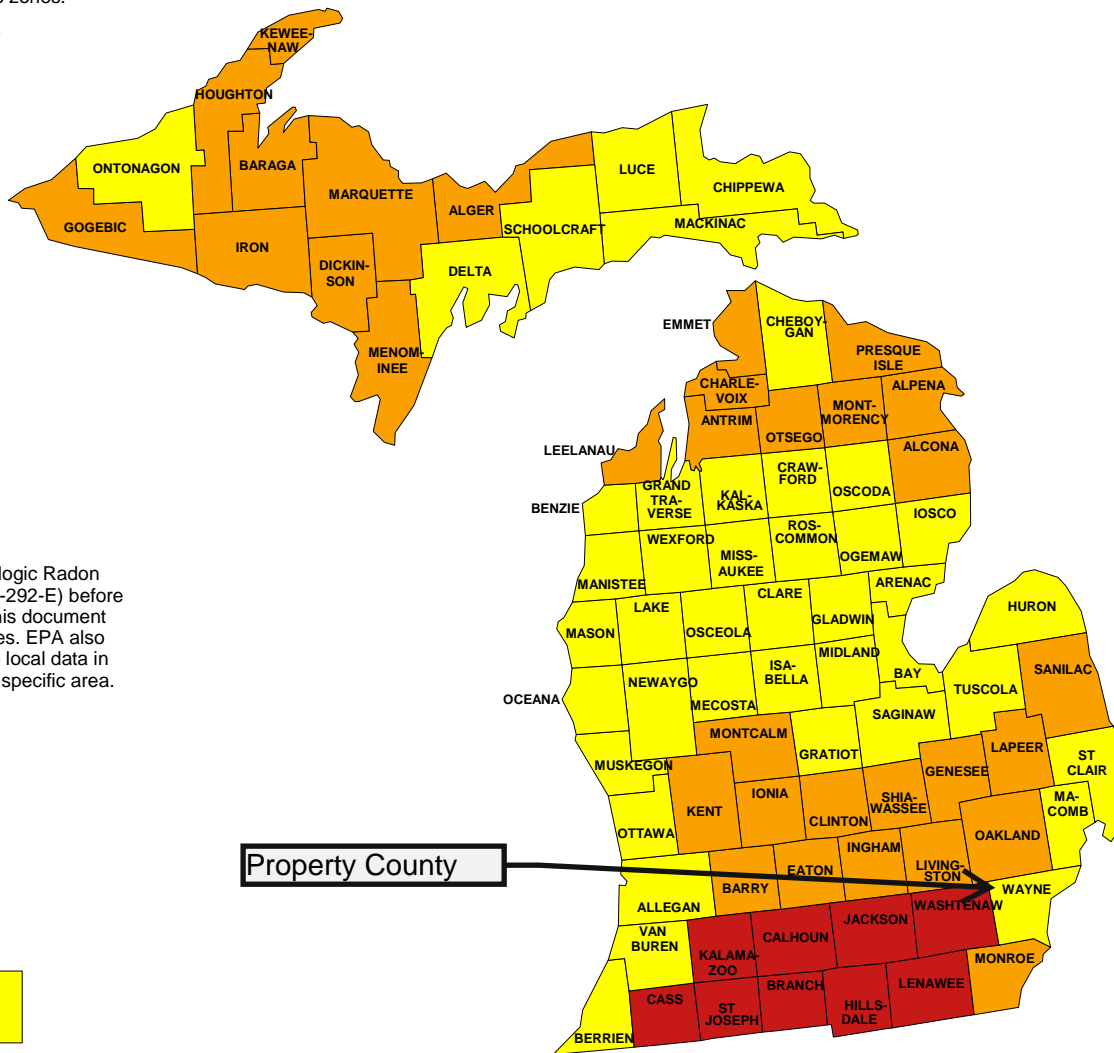 zones.
KEWEE-
NAW
HOUGHTON
ONTONAGON
BARAGA
LUCE
CHIPPEWA
MARQUETTE
ALGER
GOGEBIC
SCHOOLCRAFT
MACKINAC
IRON
DICKIN-
SON
DELTA
MENOM-
INEE
EMMET
CHEBOY-
GAN
PRESQUE
ISLE
CHARLE-
VOIX
ALPENA
ANTRIM
OTSEGO
MONT-
MORENCY
LEELANAU
ALCONA
GRAND
TRA-
VERSE
KAL-
KASKA
CRAW-
FORD
OSCODA
BENZIE
IOSCO
WEXFORD
MISS-
AUKEE
ROS-
COMMON
OGEMAW
logic Radon
-292-E) before
his document
es. EPA also
local data in
specific area.
MANISTEE
ARENAC
LAKE
CLARE
GLADWIN
HURON
MASON
OSCEOLA
MIDLAND
ISA-
BELLA
BAY
OCEANA
NEWAYGO
MECOSTA
TUSCOLA
SANILAC
SAGINAW
MONTCALM
GRATIOT
MUSKEGON
GENESEE
LAPEER
ST
CLAIR
KENT
IONIA
CLINTON
SHIA-
WASSEE
MA-
COMB
OTTAWA
OAKLAND
Property County
BARRY
EATON
INGHAM
LIVING-
STON
WAYNE
ALLEGAN
VAN
BUREN
KALAMA-
ZOO
CALHOUN
JACKSON
WASHTENAW
MONROE
CASS
ST
JOSEPH
BRANCH
HILLS-
DALE
LENAWEE
BERRIEN